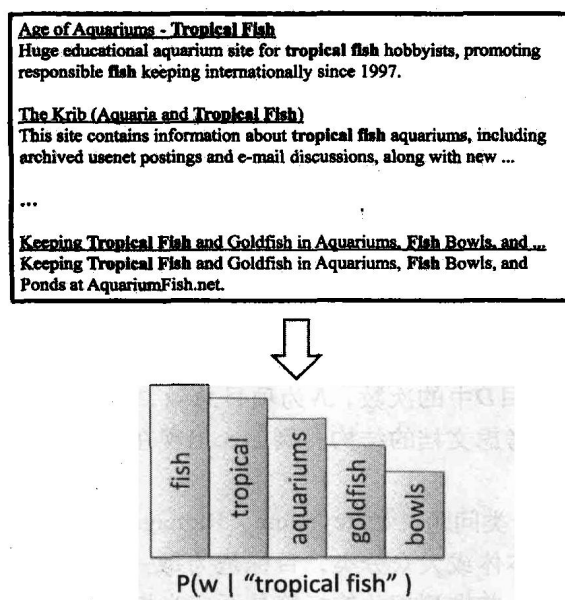 Age of Aquariums - Tropical Fish
Huge educational aquarium site for tropical fish hobbyists, promoting
responsible fish keeping internationally since 1997.
The Krib (Aquaria and Tropical Fish)
This site contains information about tropical fish aquariums, including
archived usenet postings and e-mail discussions, along with new ...
...
Keeping Tropical Fish and Goldfish in Aquariums, Fish Bowls, and ...
Keeping Tropical Fish and Goldfish in Aquariums, Fish Bowls, and
Ponds at AquariumFish.net.
fish
tropical
aquariums
goldfish
bowls
P(w | "tropical fish" )